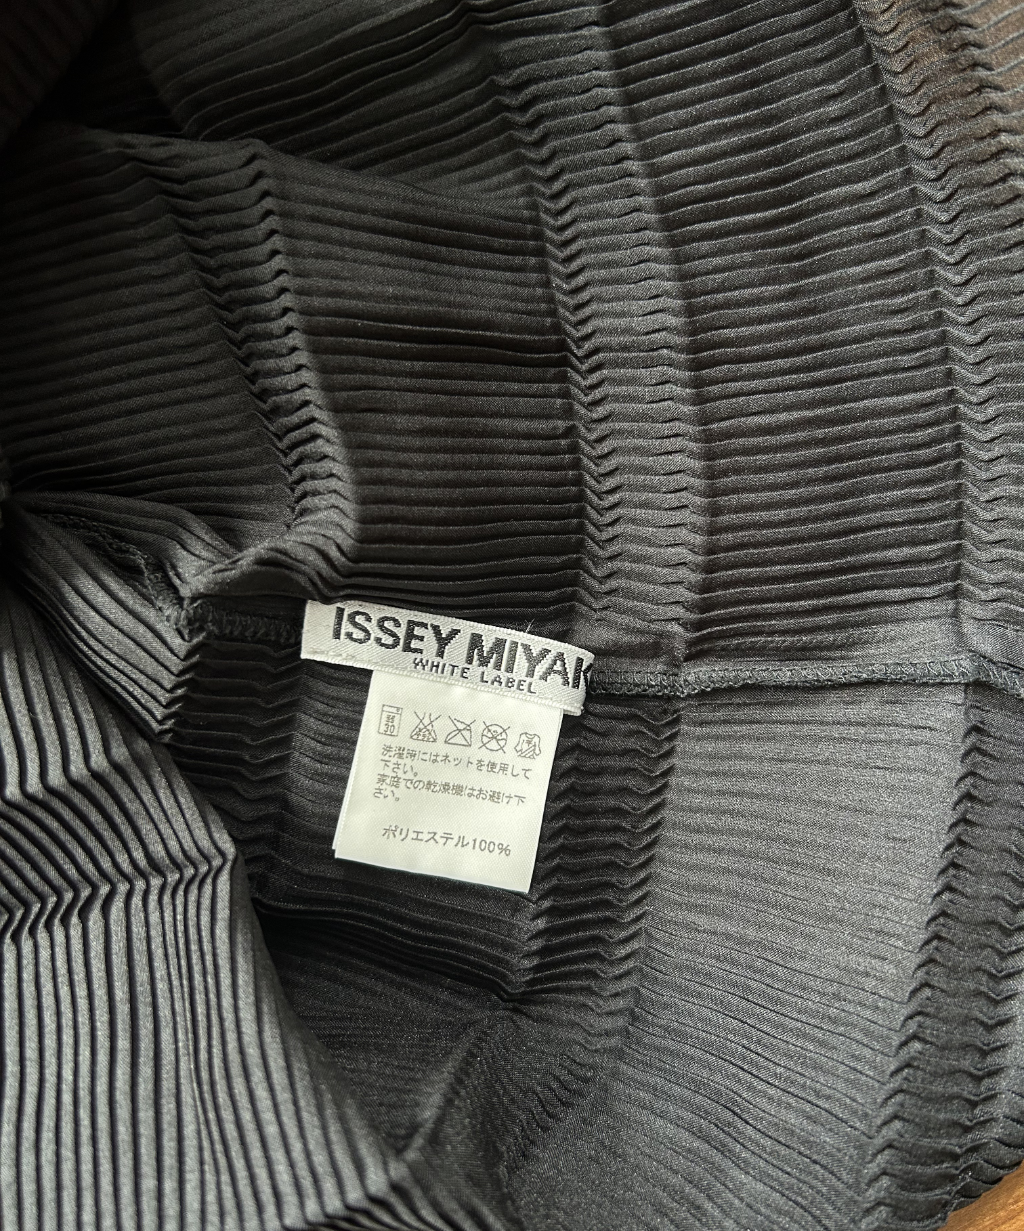 ISSEY MIYAK
WHITE LABEL
弱
30
洗濯時にはネットを使用して
下さい。
家庭での乾燥機はお避け下
さい。
ポリエステル100%